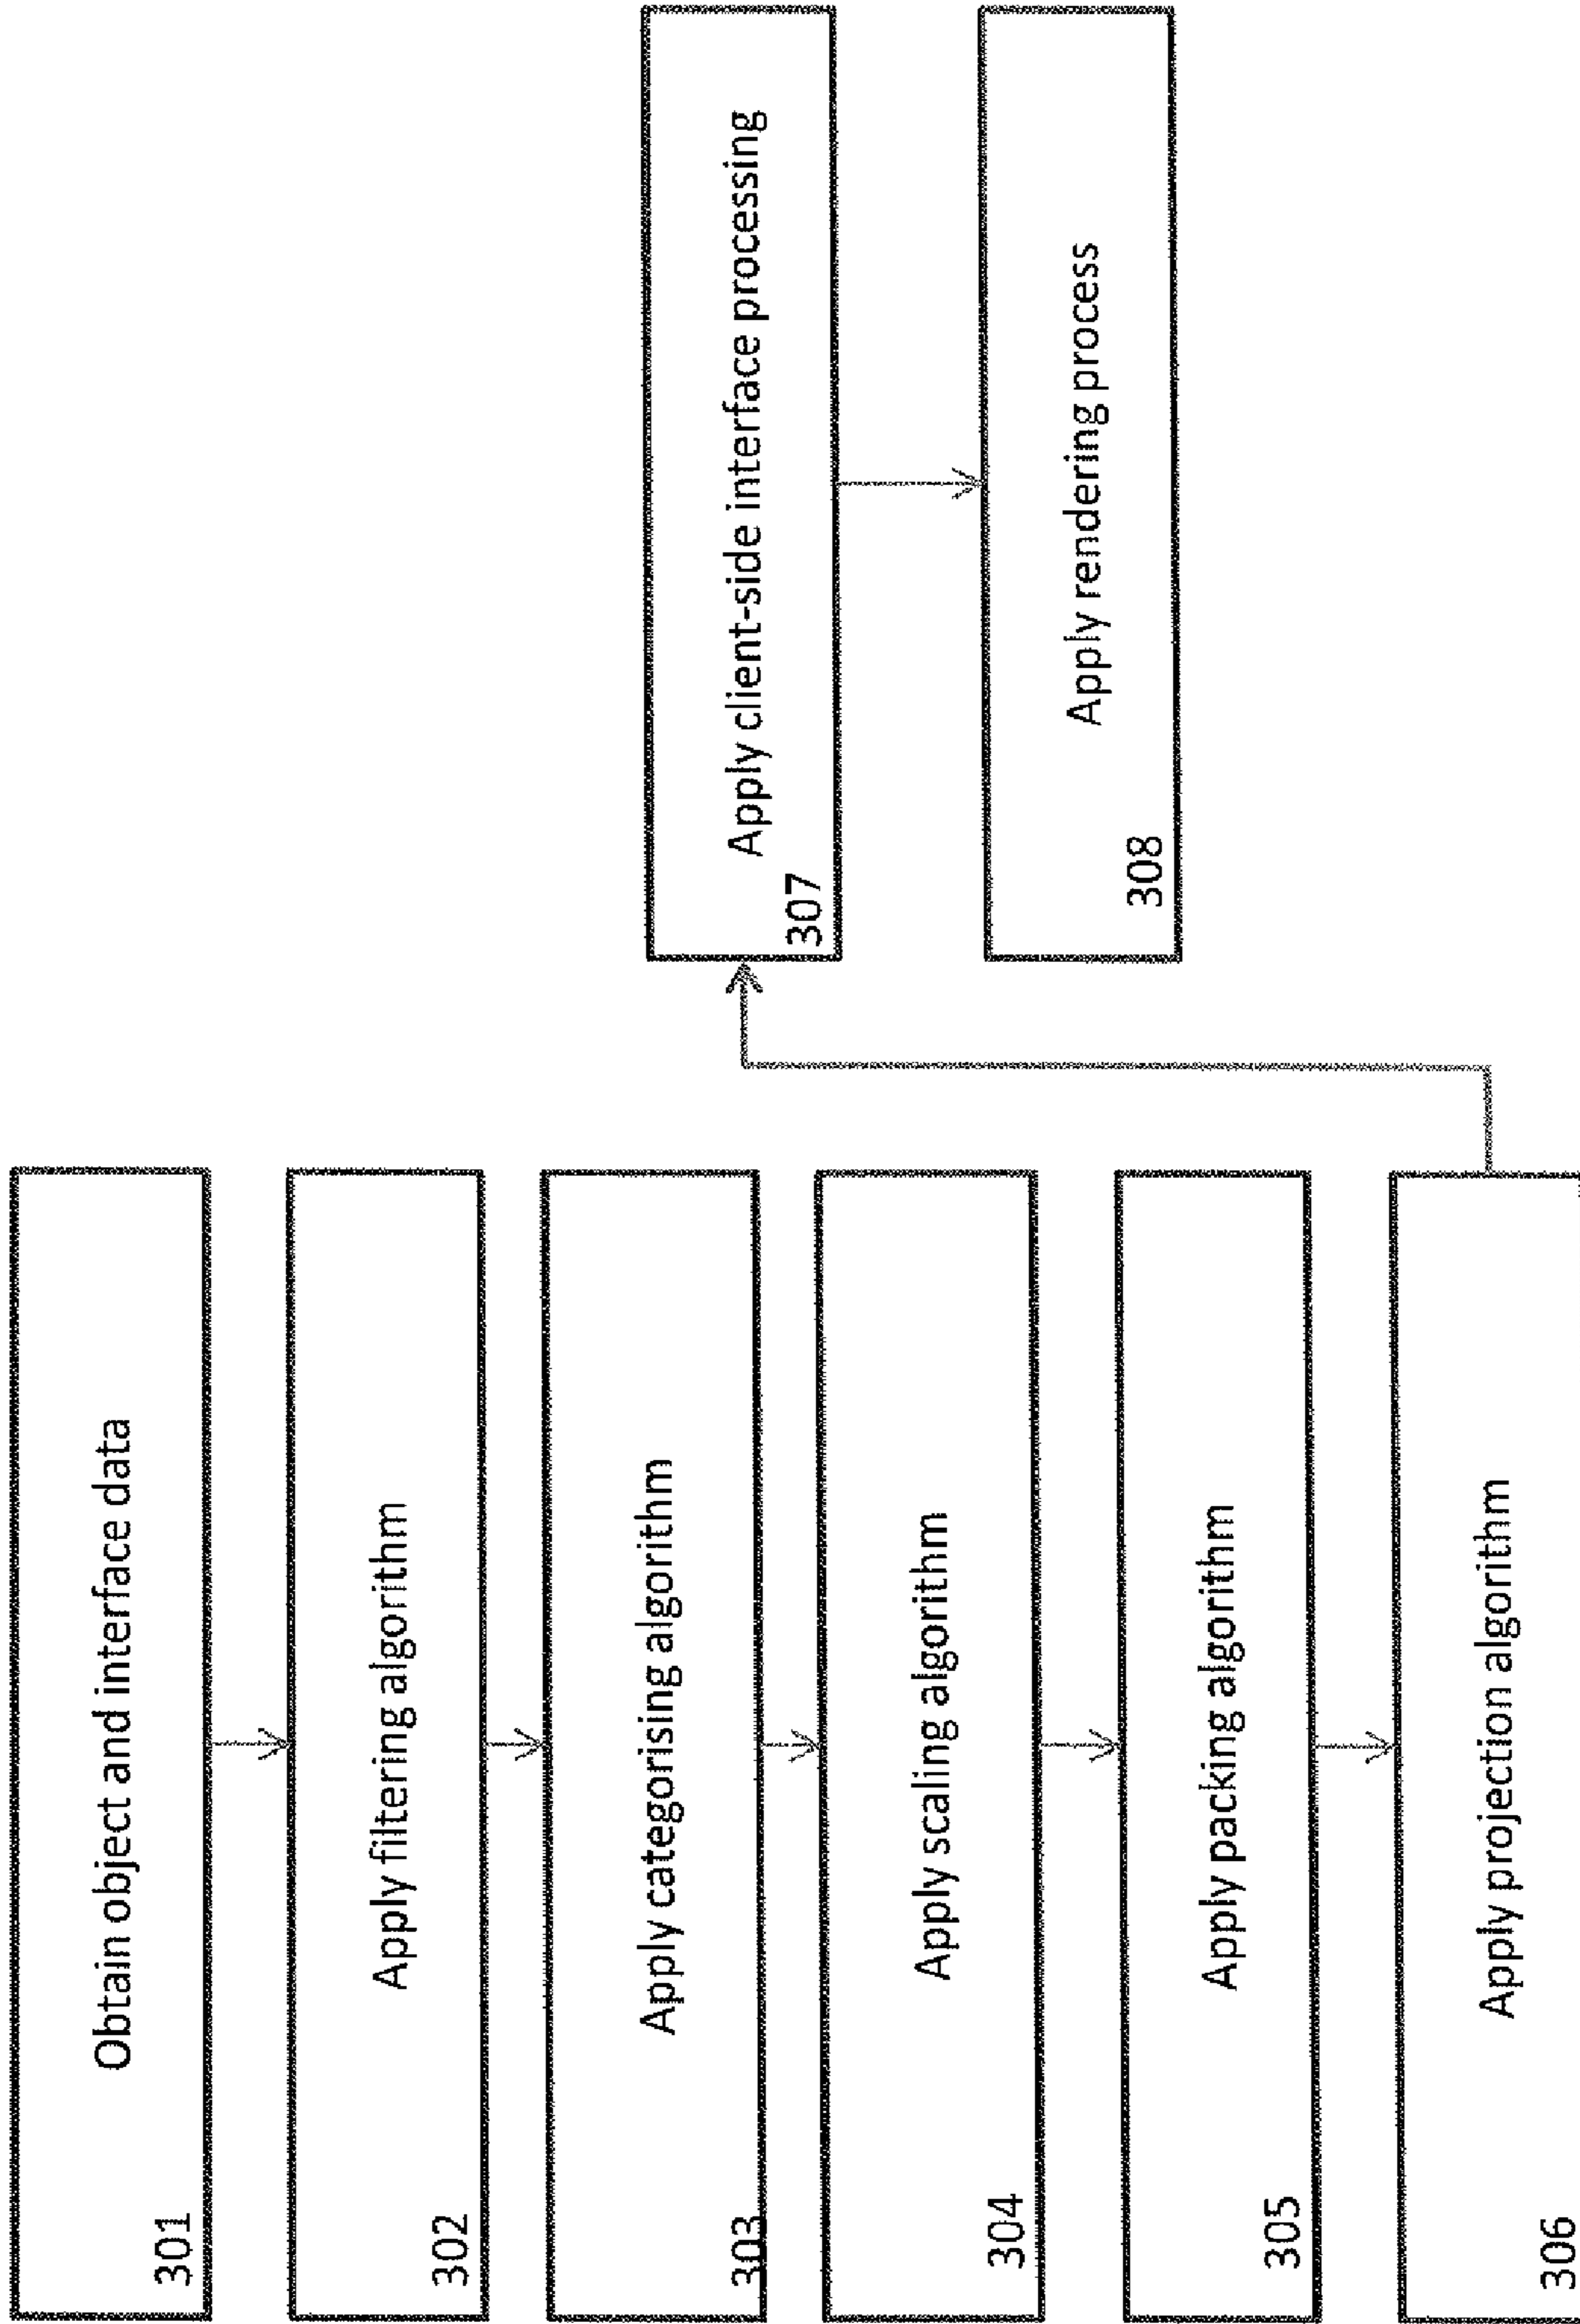 Obtain object and interface data
301
Apply filtering algorithm
302
Apply categorising algorithm
303
Apply scaling algorithm
304
Apply packing algorithm
305
Apply projection algorithm
306
Apply client-side interface processing
307
Apply rendering process
308